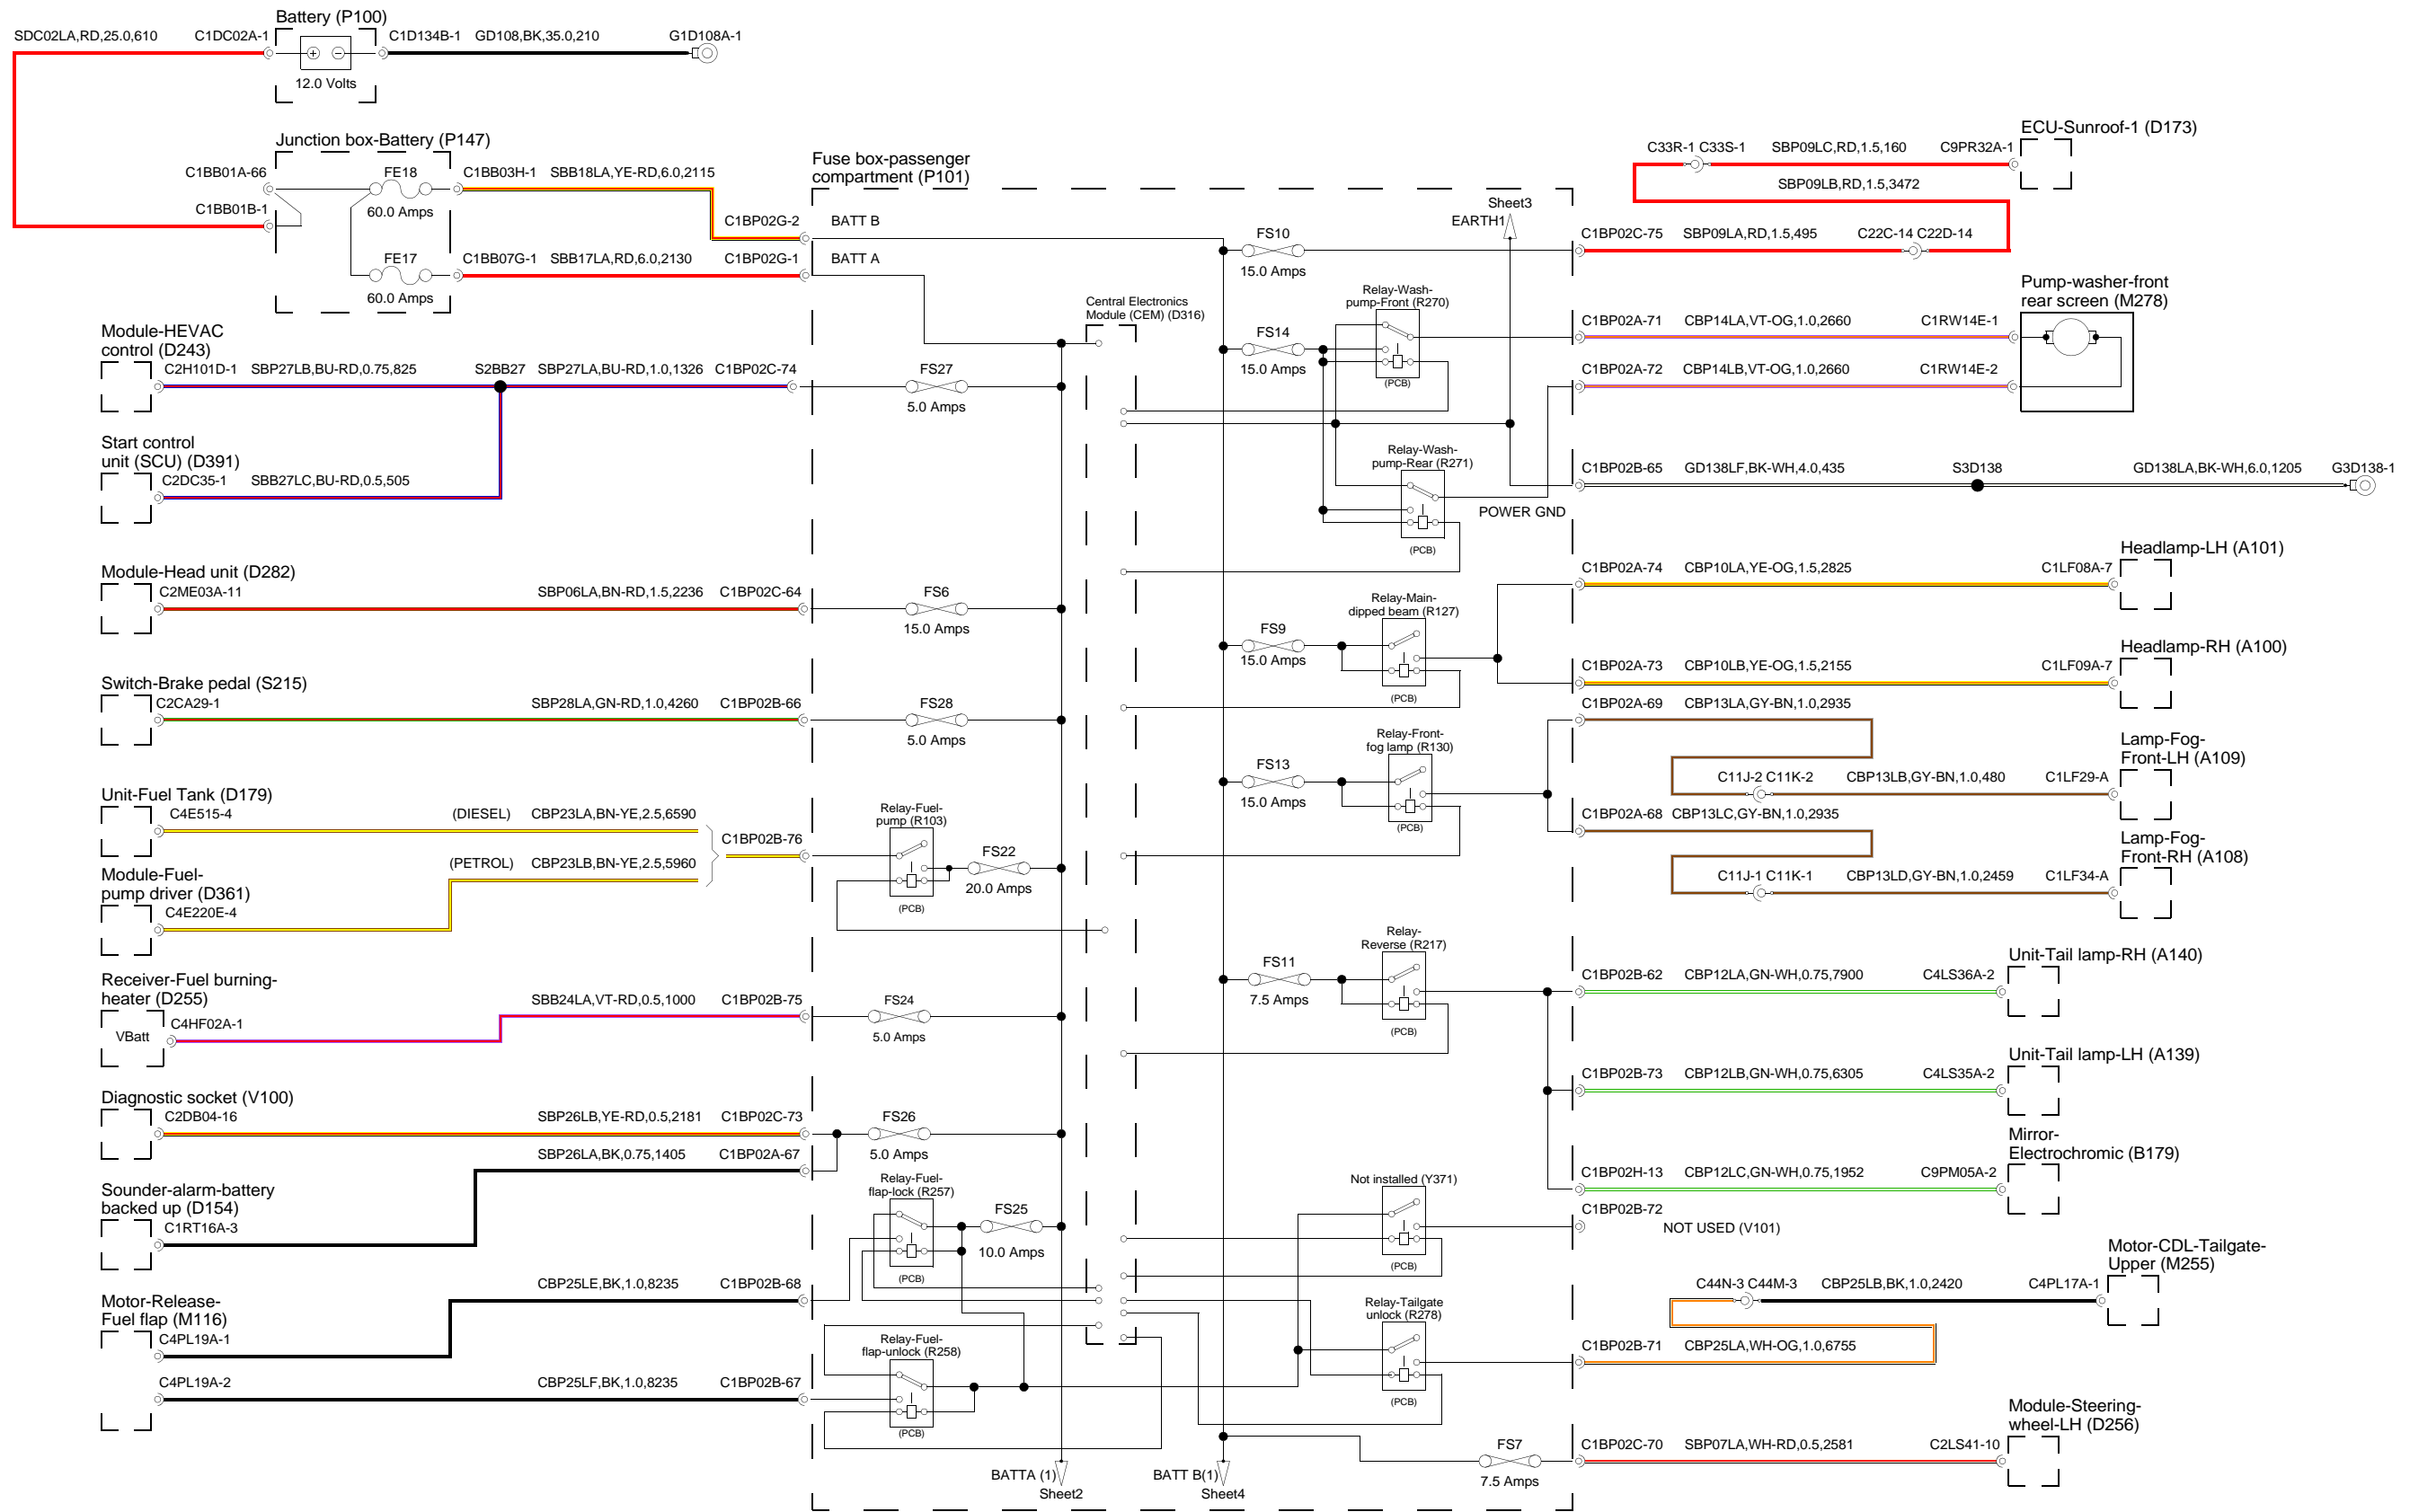 Battery (P100)
SDC02LA,RD,25.0,610
C1DC02A-1
C1D134B-1
GD108,BK,35.0,210
G1D108A-1
12.0 Volts
Junction box-Battery (P147)
C1BB01A-66
FE18
C1BB03H-1
SBB18LA,YE-RD,6.0,2115
C1BB01B-1
60.0 Amps
FE17
C1BB07G-1
SBB17LA,RD,6.0,2130
60.0 Amps
Fuse box-passenger
compartment (P101)
C1BP02G-2
BATT B
C1BP02G-1
BATT A
Module-HEVAC
control (D243)
C2H101D-1
SBP27LB,BU-RD,0.75,825
S2BB27
SBP27LA,BU-RD,1.0,1326
C1BP02C-74
FS27
5.0 Amps
Start control
unit (SCU) (D391)
C2DC35-1
SBB27LC,BU-RD,0.5,505
Module-Head unit (D282)
C2ME03A-11
SBP06LA,BN-RD,1.5,2236
C1BP02C-64
FS6
15.0 Amps
Switch-Brake pedal (S215)
C2CA29-1
SBP28LA,GN-RD,1.0,4260
C1BP02B-66
FS28
5.0 Amps
Unit-Fuel Tank (D179)
C4E515-4
(DIESEL)
CBP23LA,BN-YE,2.5,6590
C1BP02B-76
(PETROL)
CBP23LB,BN-YE,2.5,5960
Module-Fuel-
pump driver (D361)
C4E220E-4
Relay-Fuel-
pump (R103)
(PCB)
FS22
20.0 Amps
Receiver-Fuel burning-
heater (D255)
VBatt
C4HF02A-1
SBB24LA,VT-RD,0.5,1000
C1BP02B-75
FS24
5.0 Amps
Diagnostic socket (V100)
C2DB04-16
SBP26LB,YE-RD,0.5,2181
C1BP02C-73
FS26
5.0 Amps
SBP26LA,BK,0.75,1405
C1BP02A-67
Sounder-alarm-battery
backed up (D154)
C1RT16A-3
Relay-Fuel-
flap-lock (R257)
(PCB)
FS25
10.0 Amps
CBP25LE,BK,1.0,8235
C1BP02B-68
Motor-Release-
Fuel flap (M116)
C4PL19A-1
C4PL19A-2
CBP25LF,BK,1.0,8235
C1BP02B-67
Relay-Fuel-
flap-unlock (R258)
(PCB)
BATTA (1)
Sheet2
BATT B(1)
Sheet4
Central Electronics
Module (CEM) (D316)
Sheet3
EARTH1
FS10
15.0 Amps
C1BP02C-75
SBP09LA,RD,1.5,495
C22C-14 C22D-14
SBP09LB,RD,1.5,3472
C33R-1 C33S-1
SBP09LC,RD,1.5,160
C9PR32A-1
ECU-Sunroof-1 (D173)
Relay-Wash-
pump-Front (R270)
(PCB)
FS14
15.0 Amps
C1BP02A-71
CBP14LA,VT-OG,1.0,2660
C1RW14E-1
Pump-washer-front
rear screen (M278)
C1BP02A-72
CBP14LB,VT-OG,1.0,2660
C1RW14E-2
Relay-Wash-
pump-Rear (R271)
(PCB)
C1BP02B-65
GD138LF,BK-WH,4.0,435
S3D138
GD138LA,BK-WH,6.0,1205
G3D138-1
POWER GND
C1BP02A-74
CBP10LA,YE-OG,1.5,2825
C1LF08A-7
Headlamp-LH (A101)
Relay-Main-
dipped beam (R127)
(PCB)
FS9
15.0 Amps
C1BP02A-73
CBP10LB,YE-OG,1.5,2155
C1LF09A-7
Headlamp-RH (A100)
C1BP02A-69
CBP13LA,GY-BN,1.0,2935
Relay-Front-
fog lamp (R130)
(PCB)
FS13
15.0 Amps
C11J-2 C11K-2
CBP13LB,GY-BN,1.0,480
C1LF29-A
Lamp-Fog-
Front-LH (A109)
C1BP02A-68
CBP13LC,GY-BN,1.0,2935
C11J-1 C11K-1
CBP13LD,GY-BN,1.0,2459
C1LF34-A
Lamp-Fog-
Front-RH (A108)
Relay-
Reverse (R217)
(PCB)
FS11
7.5 Amps
C1BP02B-62
CBP12LA,GN-WH,0.75,7900
C4LS36A-2
Unit-Tail lamp-RH (A140)
C1BP02B-73
CBP12LB,GN-WH,0.75,6305
C4LS35A-2
Unit-Tail lamp-LH (A139)
C1BP02H-13
CBP12LC,GN-WH,0.75,1952
C9PM05A-2
Mirror-
Electrochromic (B179)
Not installed (Y371)
(PCB)
C1BP02B-72
NOT USED (V101)
Relay-Tailgate
unlock (R278)
(PCB)
C44N-3 C44M-3
CBP25LB,BK,1.0,2420
C4PL17A-1
Motor-CDL-Tailgate-
Upper (M255)
C1BP02B-71
CBP25LA,WH-OG,1.0,6755
FS7
7.5 Amps
C1BP02C-70
SBP07LA,WH-RD,0.5,2581
C2LS41-10
Module-Steering-
wheel-LH (D256)